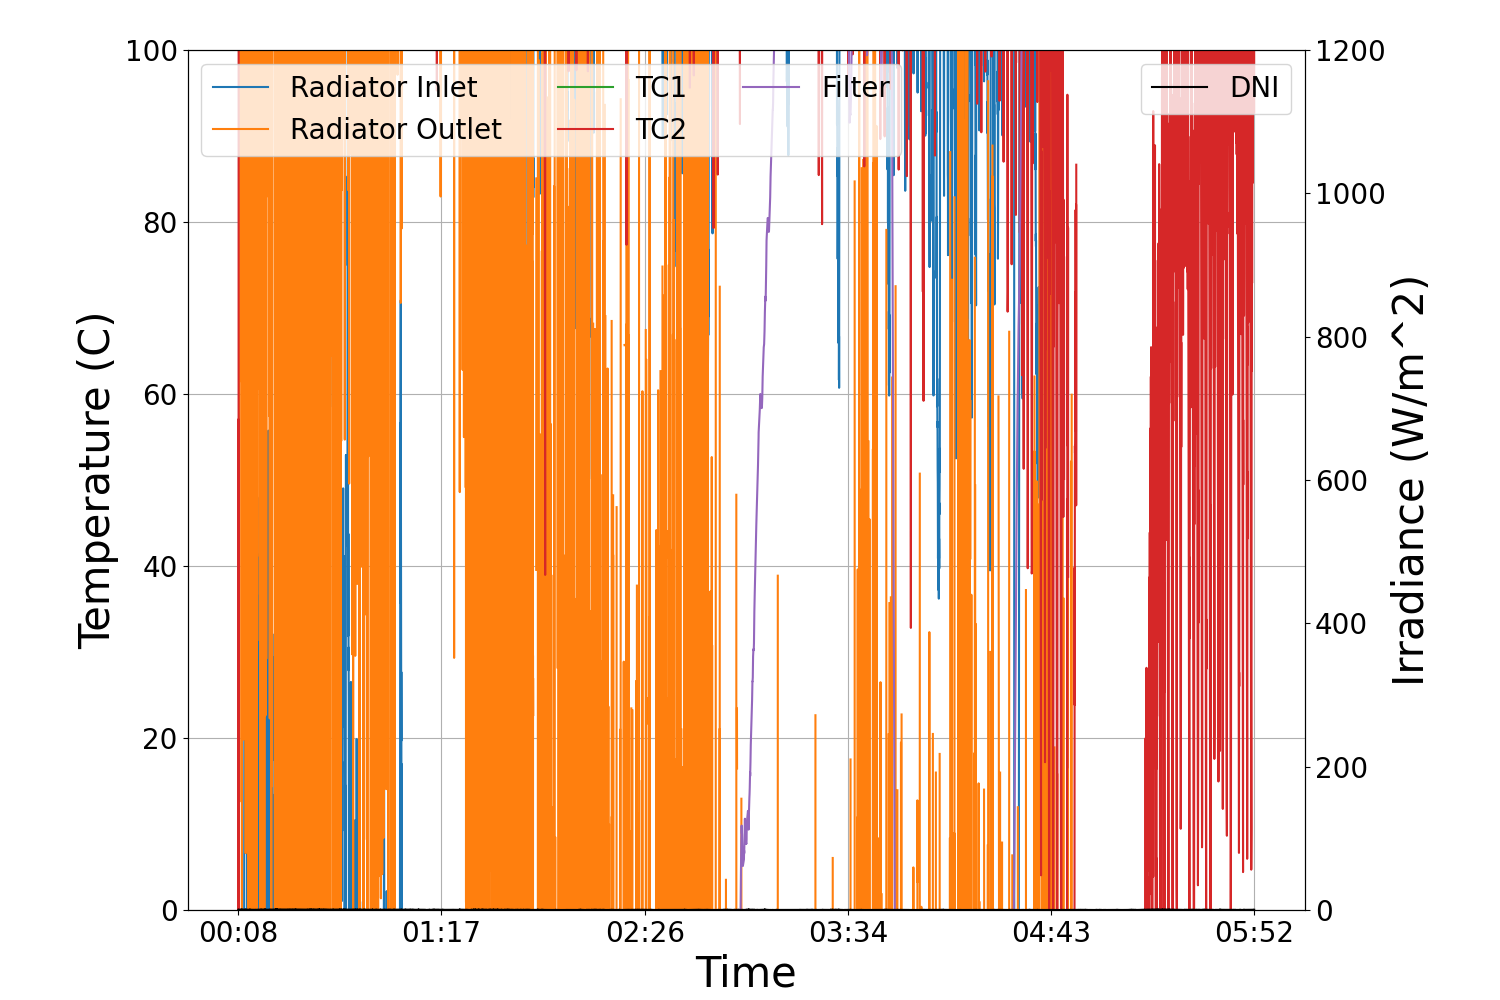 Temperature (C)
100
80
60
40
20
0
Radiator Inlet
Radiator Outlet
TC1
TC2
Filter
DNI
1200
1000
800
600
400
200
0
Irradiance (W/m^2)
00:08 01:17 02:26 03:34 04:43 05:52
Time